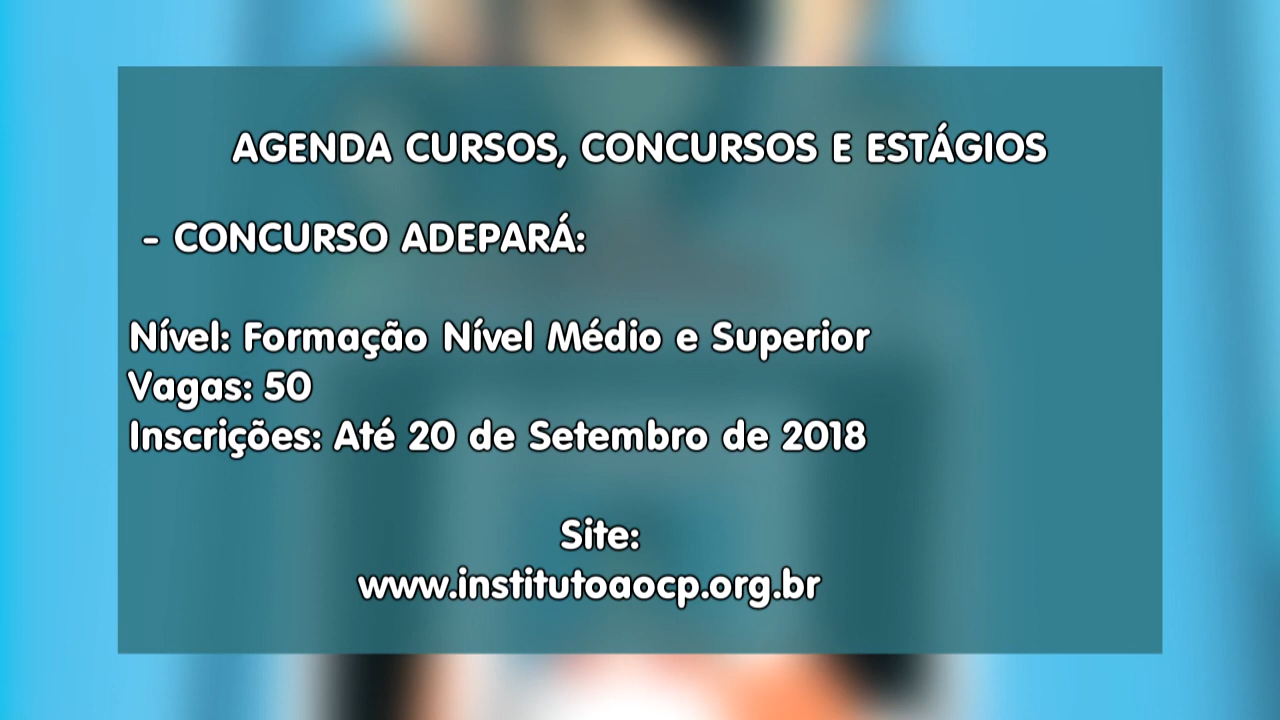 AGENDA CURSOS, CONCURSOS E ESTÁGIOS
- CONCURSO ADEPARÁ:
Nível: Formação Nível Médio e Superior
Vagas: 50
Inscrições: Até 20 de Setembro de 2018
Site:
www.institutoaocp.org.br